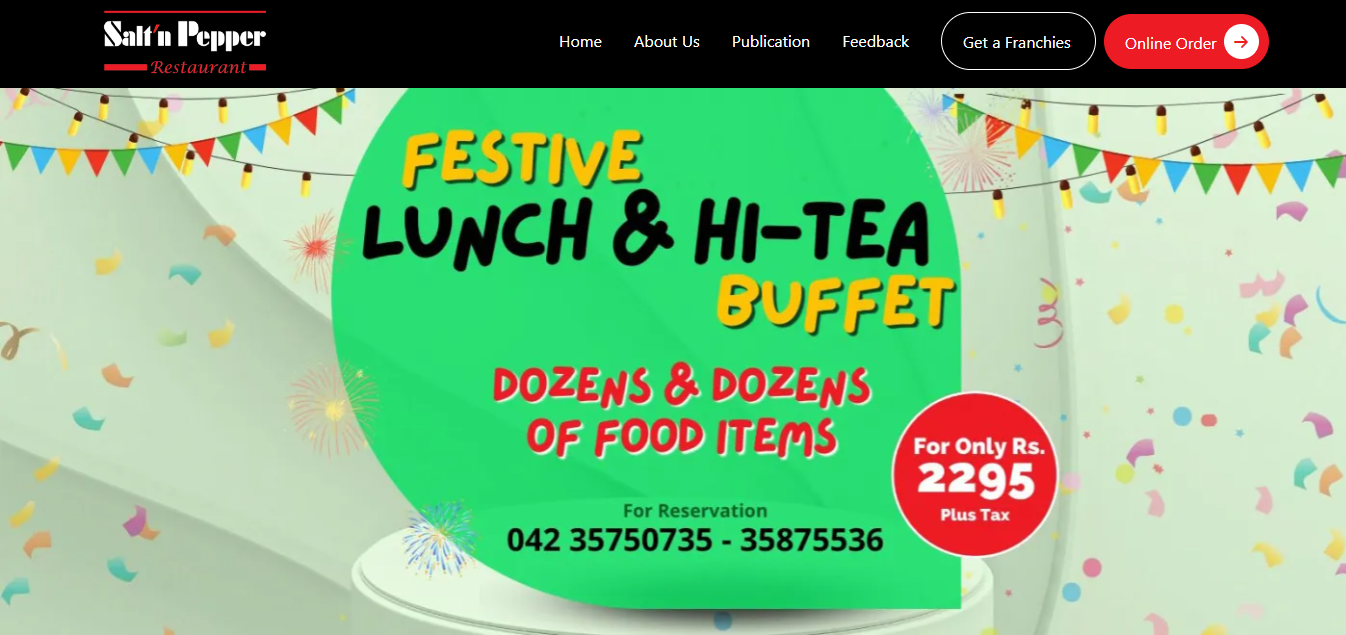 Salt'n Pepper
Restaurant
Home
About Us
Publication
Feedback
Get a Franchies
Online Order
FESTIVE
LUNCH & HI-TEA
BUFFET
DOZENS & DOZENS
OF FOOD ITEMS
For Only Rs.
2295
Plus Tax
For Reservation
042 35750735 - 35875536